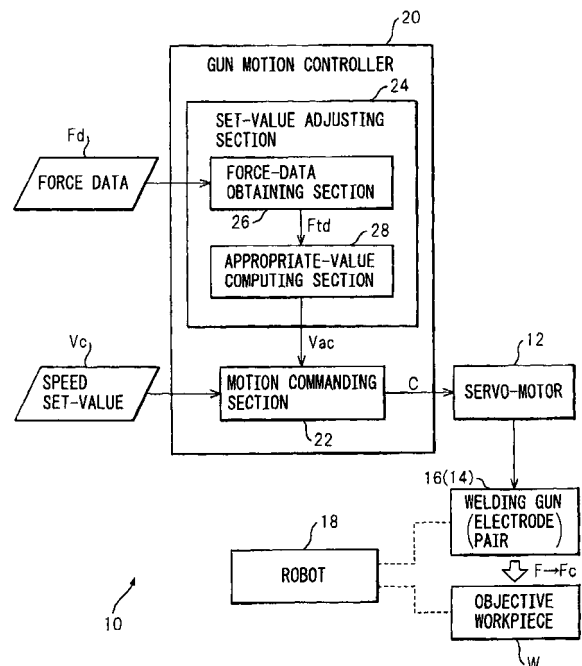 20
GUN MOTION CONTROLLER
24
SET-VALUE ADJUSTING
SECTION
Fd
FORCE DATA
FORCE-DATA
OBTAINING SECTION
26
Ftd
28
APPROPRIATE-VALUE
COMPUTING SECTION
Vac
Vc
SPEED
SET-VALUE
MOTION COMMANDING
SECTION
22
C
12
SERVO-MOTOR
16(14)
WELDING GUN
(ELECTRODE
PAIR)
18
ROBOT
F→Fc
OBJECTIVE
WORKPIECE
W
10